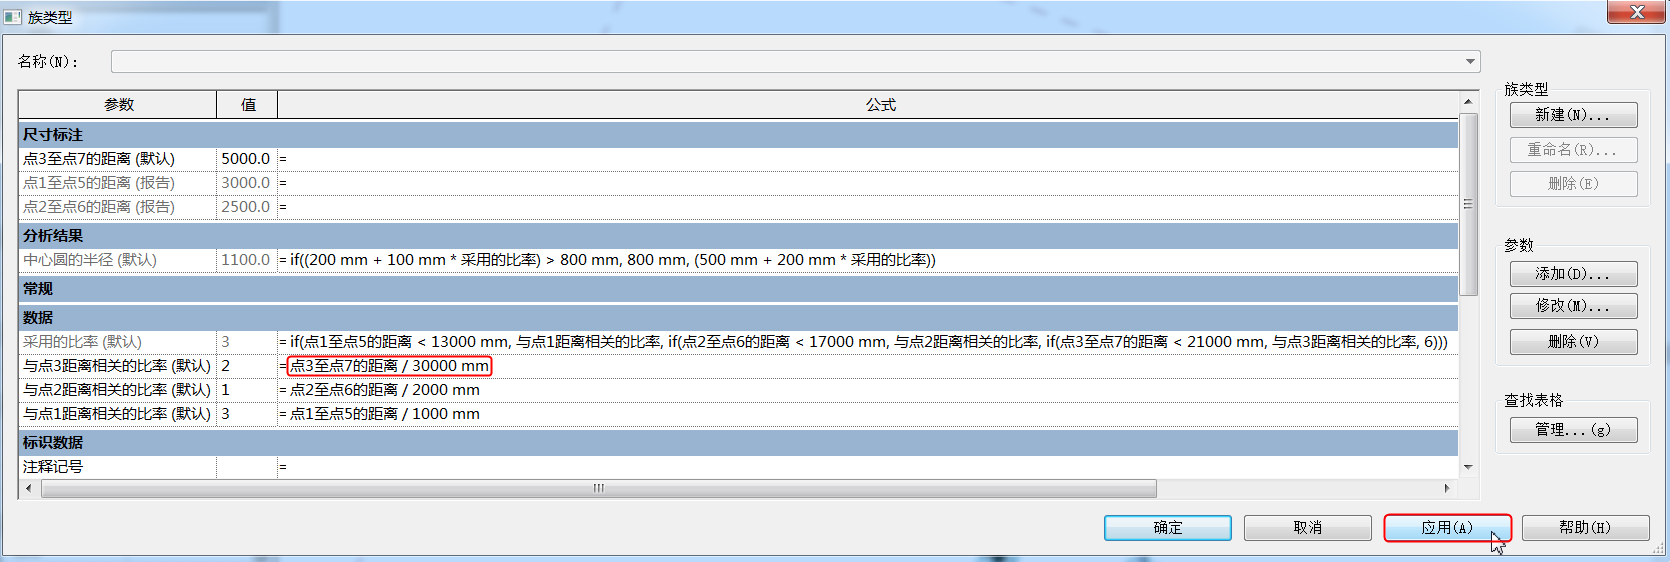 族类型
名称(N):
参数 值 公式
尺寸标注
点3至点7的距离 (默认) 5000.0 =
点1至点5的距离 (报告) 3000.0 =
点2至点6的距离 (报告) 2500.0 =
分析结果
中心圆的半径 (默认) 1100.0 = if((200 mm + 100 mm * 采用的比率) > 800 mm, 800 mm, (500 mm + 200 mm * 采用的比率))
常规
数据
采用的比率 (默认) 3 = if(点1至点5的距离 < 13000 mm, 与点1距离相关的比率, if(点2至点6的距离 < 17000 mm, 与点2距离相关的比率, if(点3至点7的距离 < 21000 mm, 与点3距离相关的比率, 6)))
与点3距离相关的比率 (默认) 2 = 点3至点7的距离 / 30000 mm
与点2距离相关的比率 (默认) 1 = 点2至点6的距离 / 2000 mm
与点1距离相关的比率 (默认) 3 = 点1至点5的距离 / 1000 mm
标识数据
注释记号 =
族类型
新建(N)...
重命名(R)...
删除(E)
参数
添加(D)...
修改(M)...
删除(V)
查找表格
管理...(g)
确定 取消 应用(A) 帮助(H)